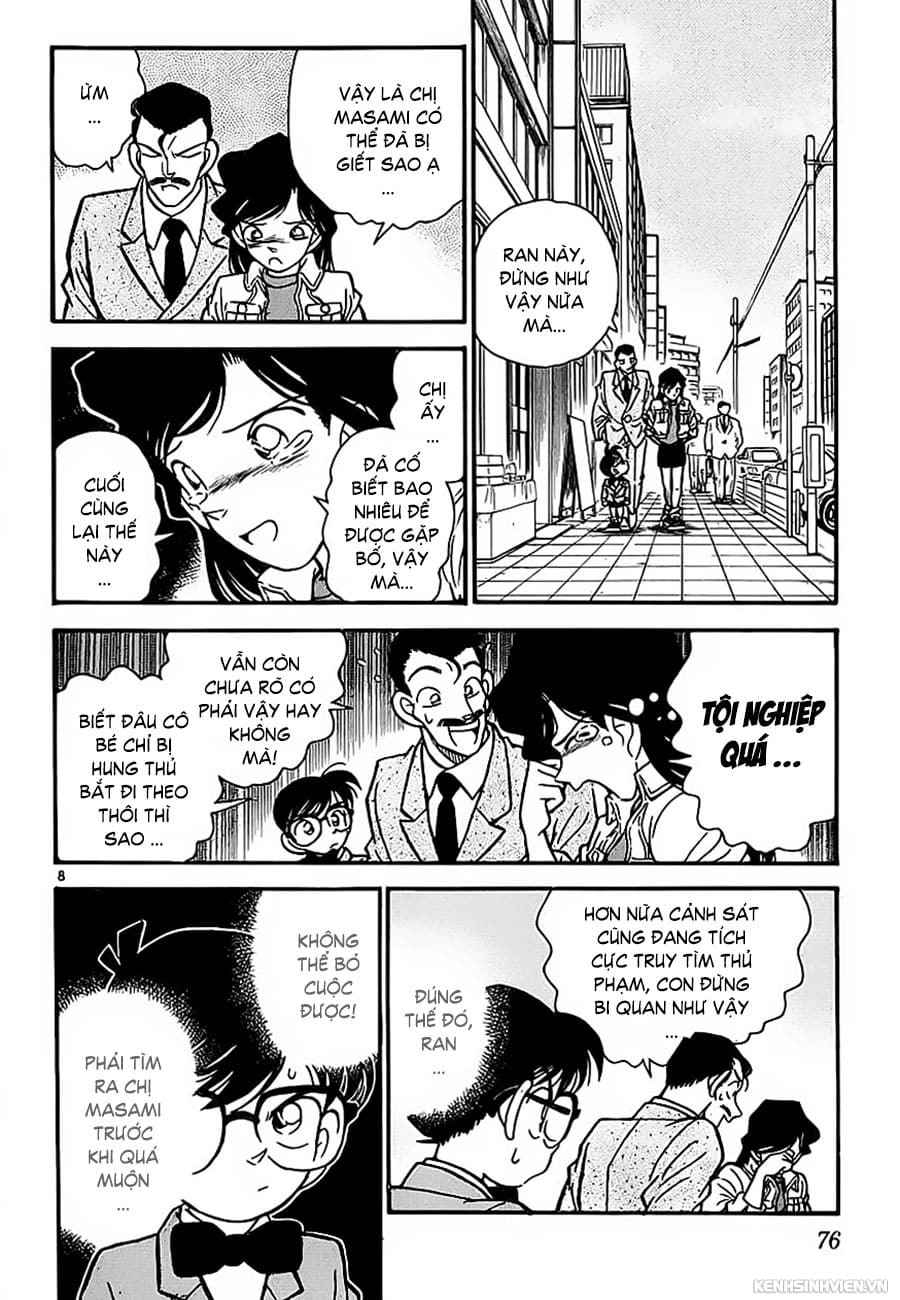 RAN NÀY,
ĐỪNG NHƯ
VẬY NỮA
MÀ...
VẬY LÀ CHỊ
MASAMI CÓ
THỂ ĐÃ BỊ
GIẾT SAO Ạ
...
ỪM
...
CHỊ
ẤY
...
ĐÃ CỐ
BIẾT BAO
NHIÊU ĐỂ
ĐƯỢC GẶP
BỐ, VẬY
MÀ...
CUỐI
CÙNG
LẠI THẾ
NÀY
...
TỘI NGHIỆP
QUÁ ...
VẪN CÒN
CHƯA RÕ CÓ
PHẢI VẬY HAY
KHÔNG
MÀ!
BIẾT ĐÂU CÔ
BÉ CHỈ BỊ
HUNG THỦ
BẮT ĐI THEO
THÔI THÌ
SAO ...
8
HƠN NỮA CẢNH SÁT
CŨNG ĐANG TÍCH
CỰC TRUY TÌM THỦ
PHẠM, CON ĐỪNG
BI QUAN NHƯ VẬY
...
ĐÚNG
THẾ ĐÓ,
RAN
...
KHÔNG
THỂ BỎ
CUỘC
ĐƯỢC!
PHẢI TÌM
RA CHỊ
MASAMI
TRƯỚC
KHI QUÁ
MUỘN
...
76
KENHSINHVIEN.VN